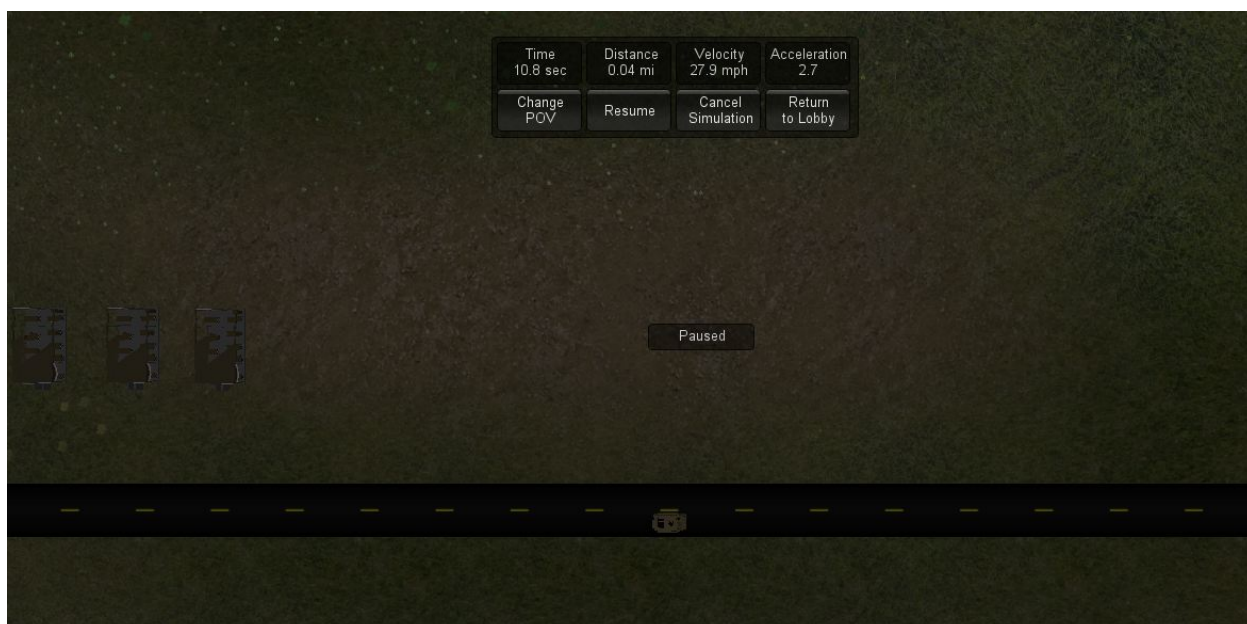 Time
10.8 sec
Distance
0.04 mi
Velocity
27.9 mph
Acceleration
2.7
Change
POV
Resume
Cancel
Simulation
Return
to Lobby
Paused